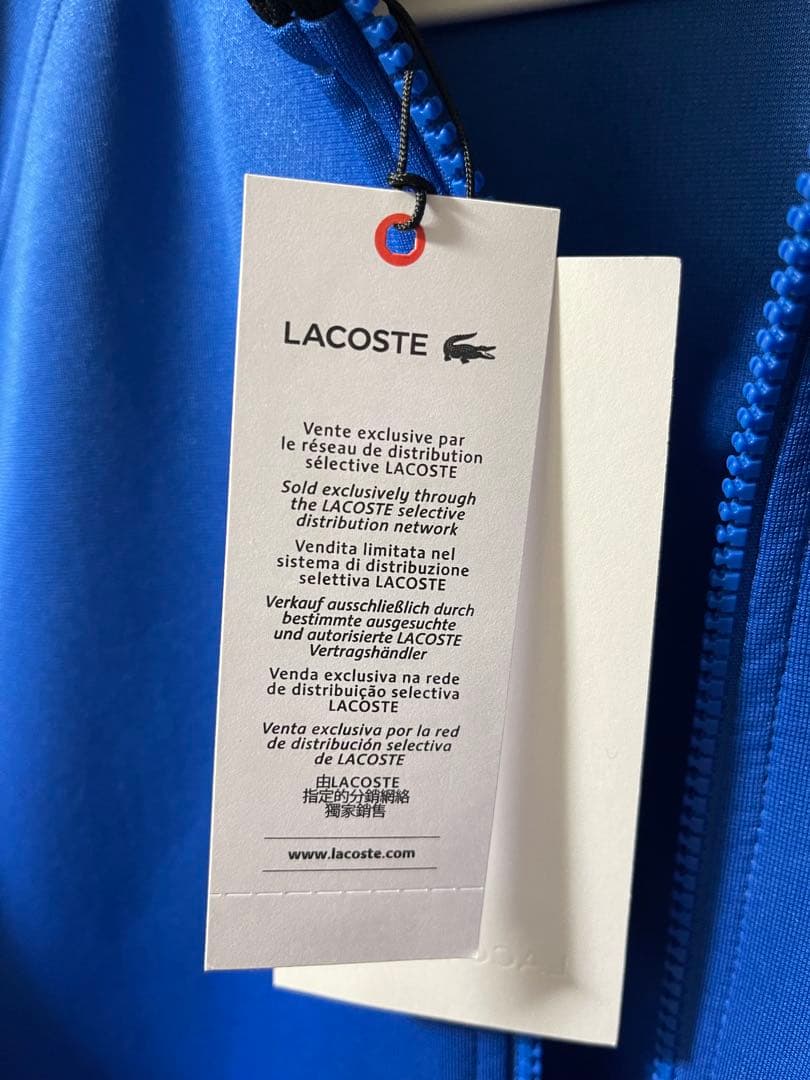 LACOSTE
Vente exclusive par
le réseau de distribution
sélective LACOSTE
Sold exclusively through
the LACOSTE selective
distribution network
Vendita limitata nel
sistema di distribuzione
selettiva LACOSTE
Verkauf ausschließlich durch
bestimmte ausgesuchte
und autorisierte LACOSTE
Vertragshändler
Venda exclusiva na rede
de distribuição selectiva
LACOSTE
Venta exclusiva por la red
de distribución selectiva
de LACOSTE
由LACOSTE
指定的分銷網絡
獨家銷售
www.lacoste.com